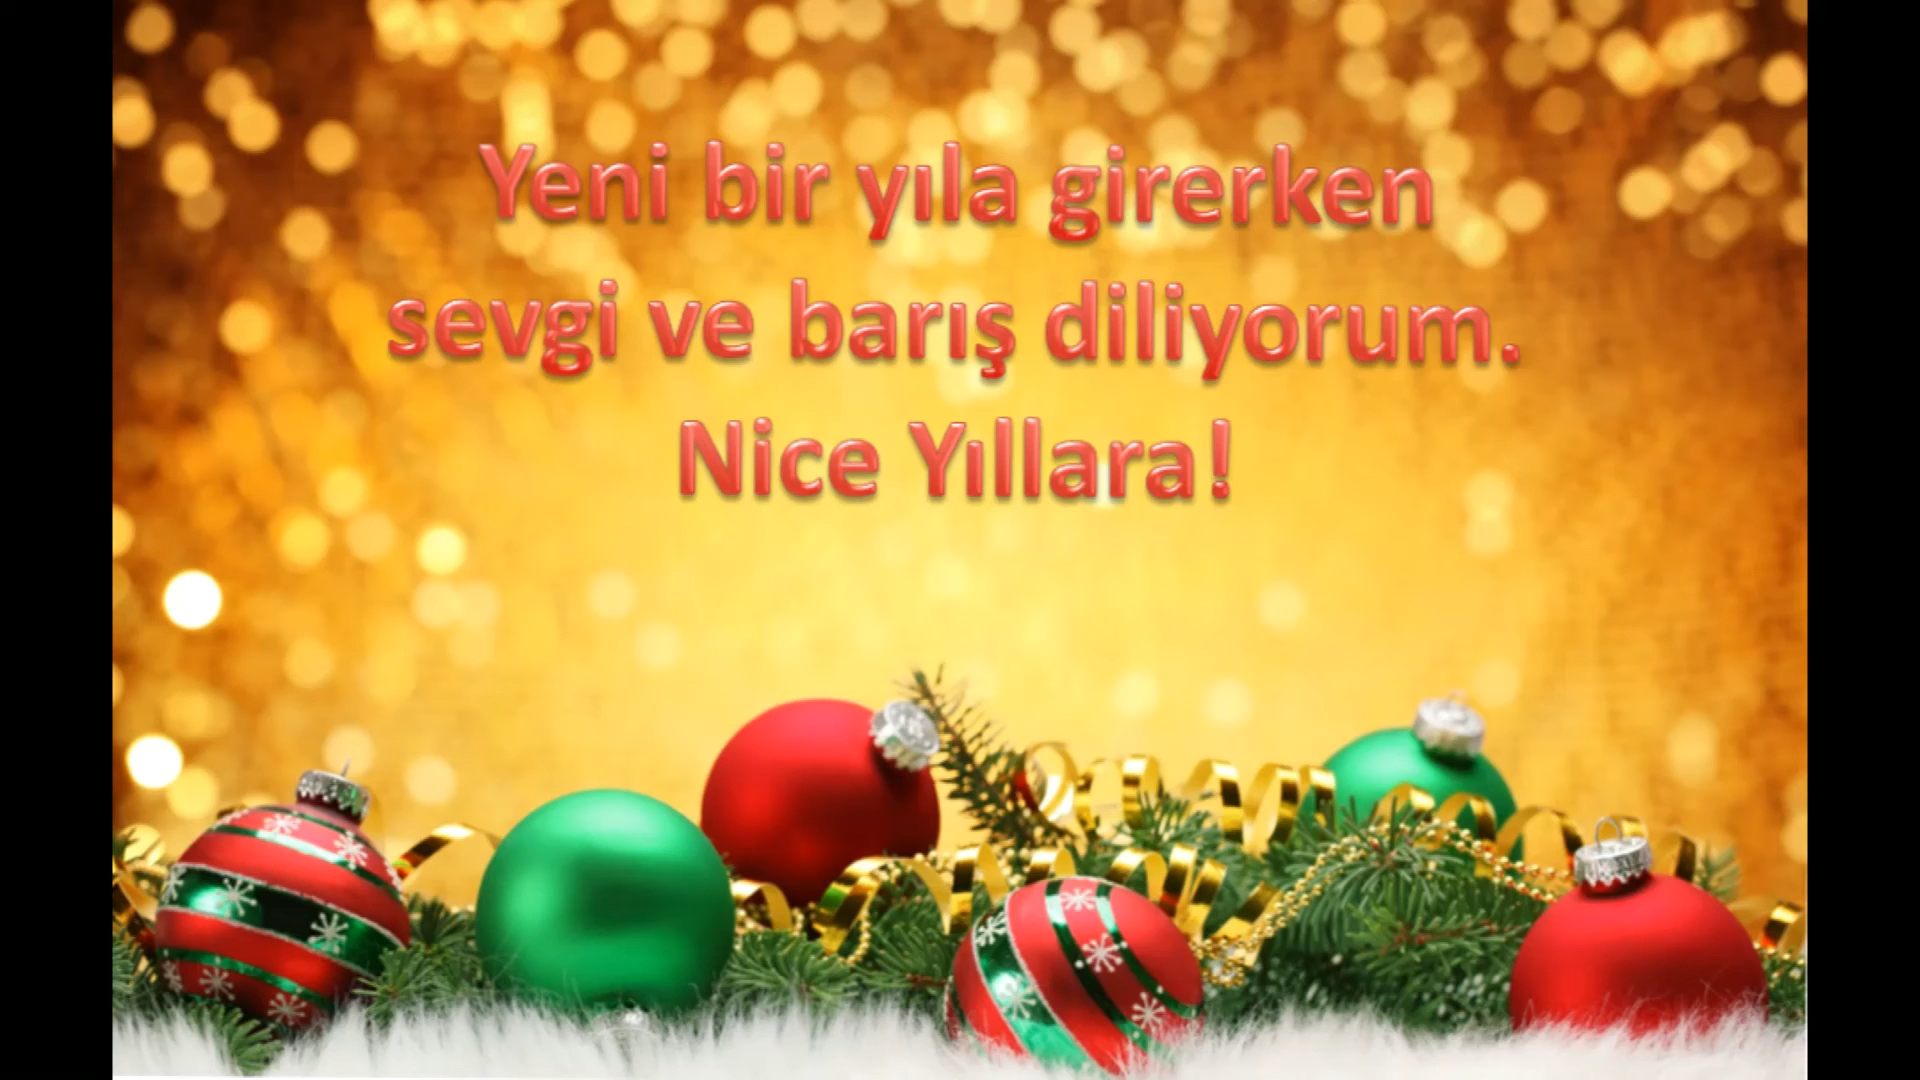 Yeni bir yıla girerken
sevgi ve barış diliyorum.
Nice Yıllara!